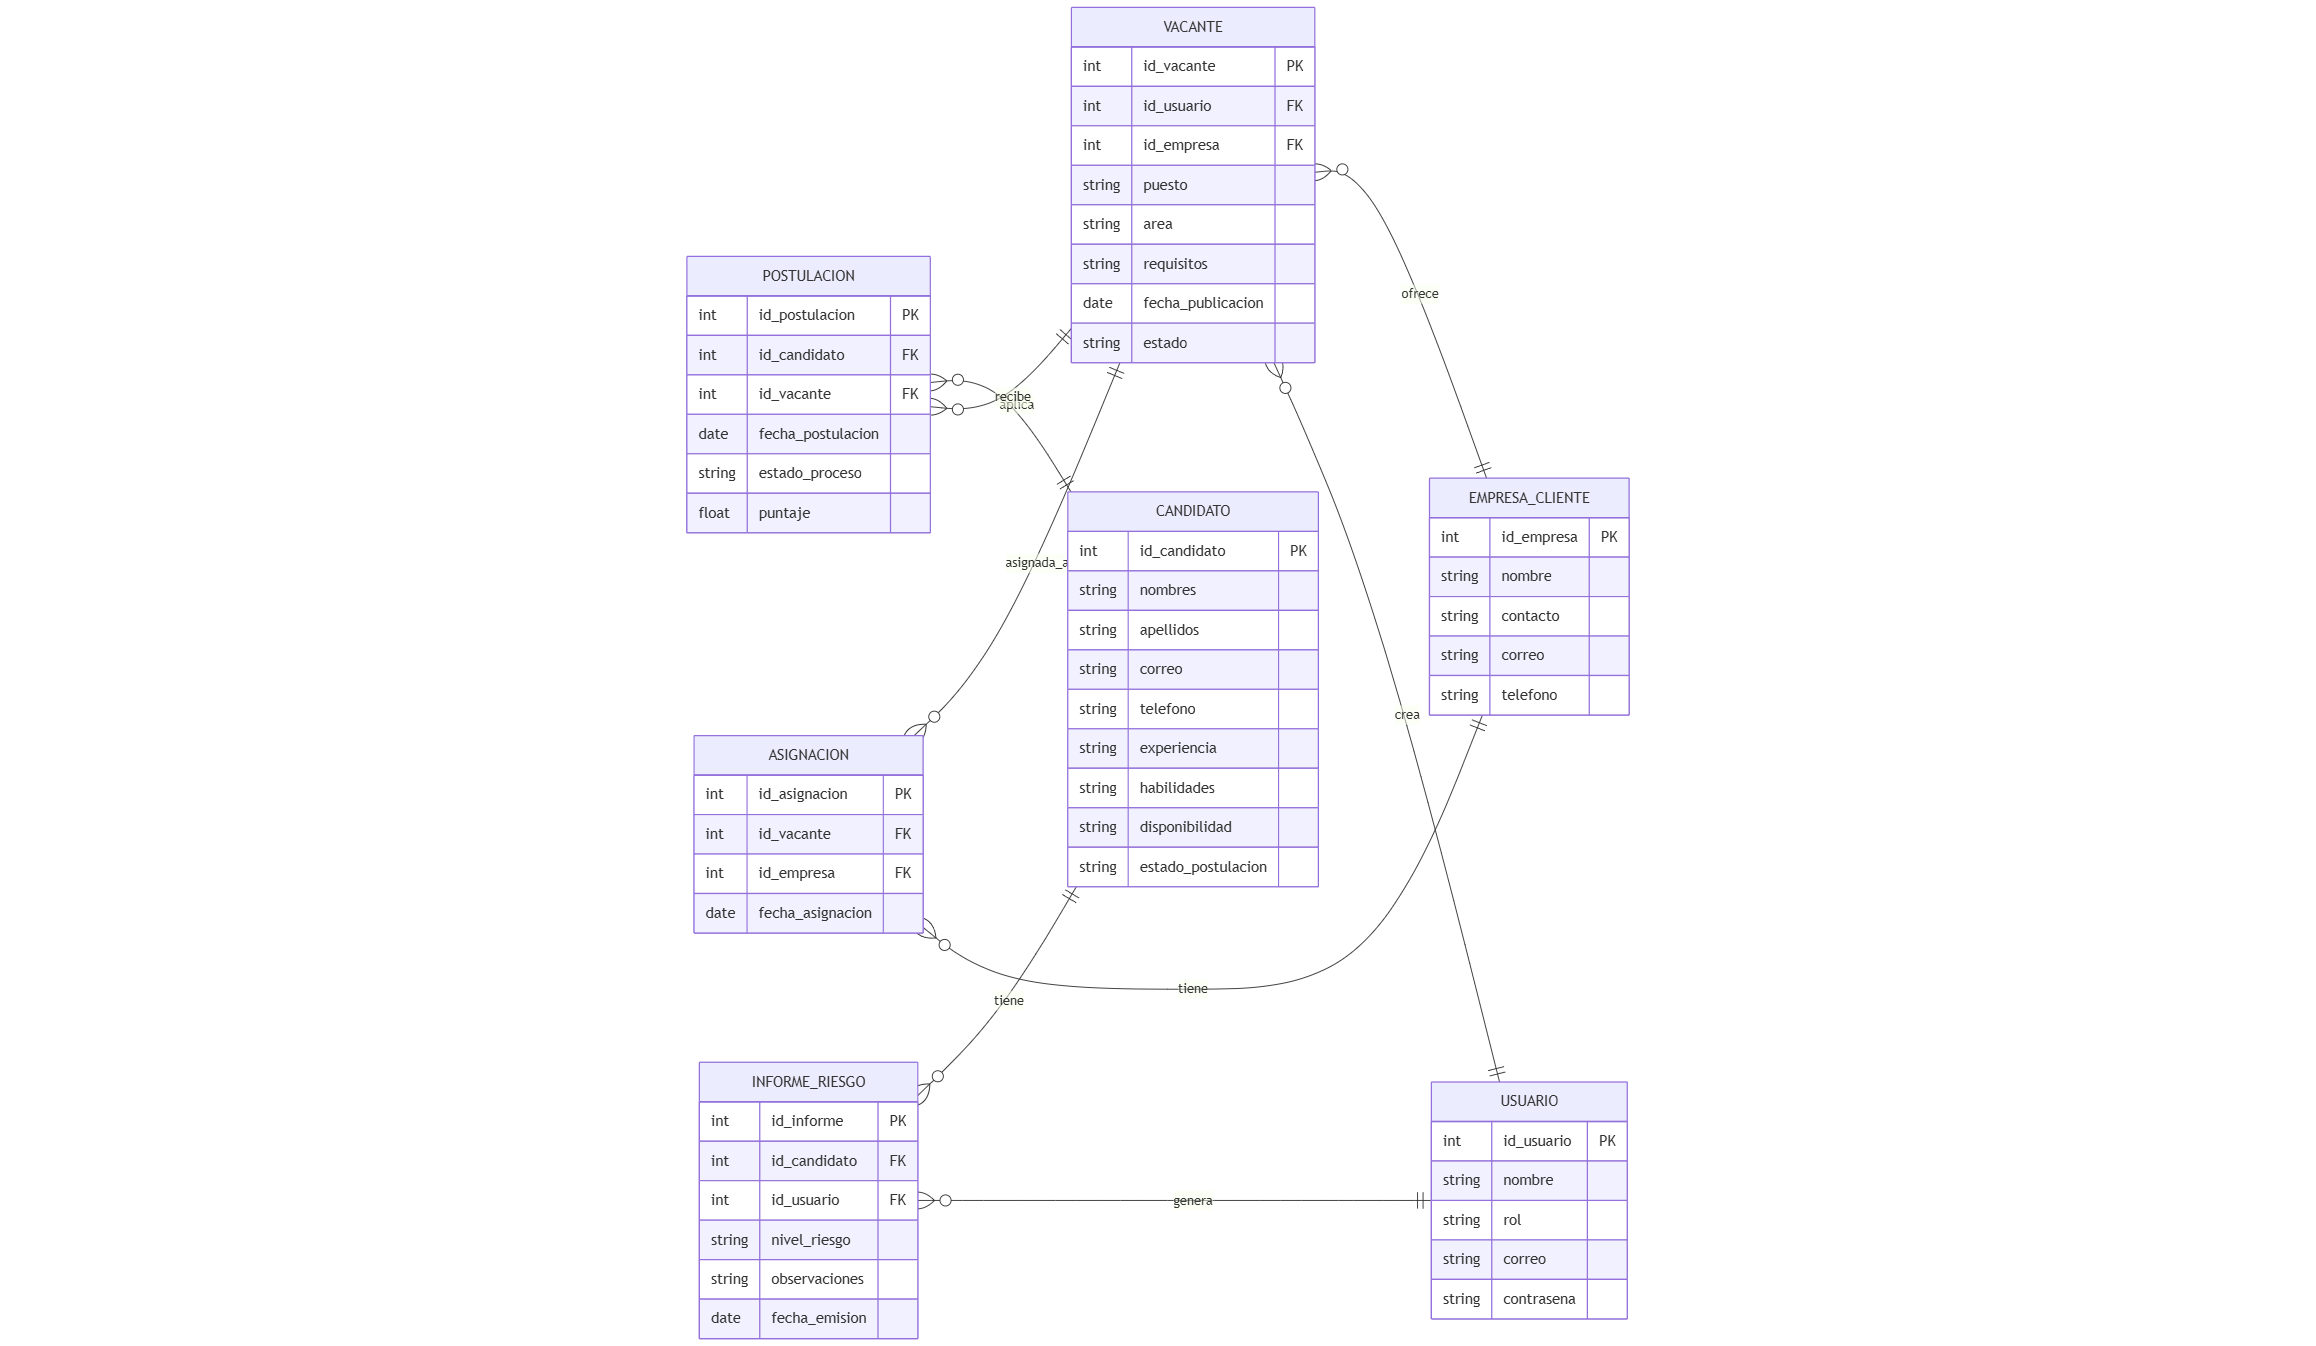 VACANTE
int id_vacante PK
int id_usuario FK
int id_empresa FK
string puesto
string area
string requisitos
date fecha_publicacion
string estado
POSTULACION
int id_postulacion PK
int id_candidato FK
int id_vacante FK
date fecha_postulacion
string estado_proceso
float puntaje
ofrece
recibe
aplica
EMPRESA_CLIENTE
int id_empresa PK
string nombre
string contacto
string correo
string telefono
CANDIDATO
int id_candidato PK
string nombres
string apellidos
string correo
string telefono
string experiencia
string habilidades
string disponibilidad
string estado_postulacion
asignada_a
crea
ASIGNACION
int id_asignacion PK
int id_vacante FK
int id_empresa FK
date fecha_asignacion
tiene
tiene
INFORME_RIESGO
int id_informe PK
int id_candidato FK
int id_usuario FK
string nivel_riesgo
string observaciones
date fecha_emision
genera
USUARIO
int id_usuario PK
string nombre
string rol
string correo
string contrasena